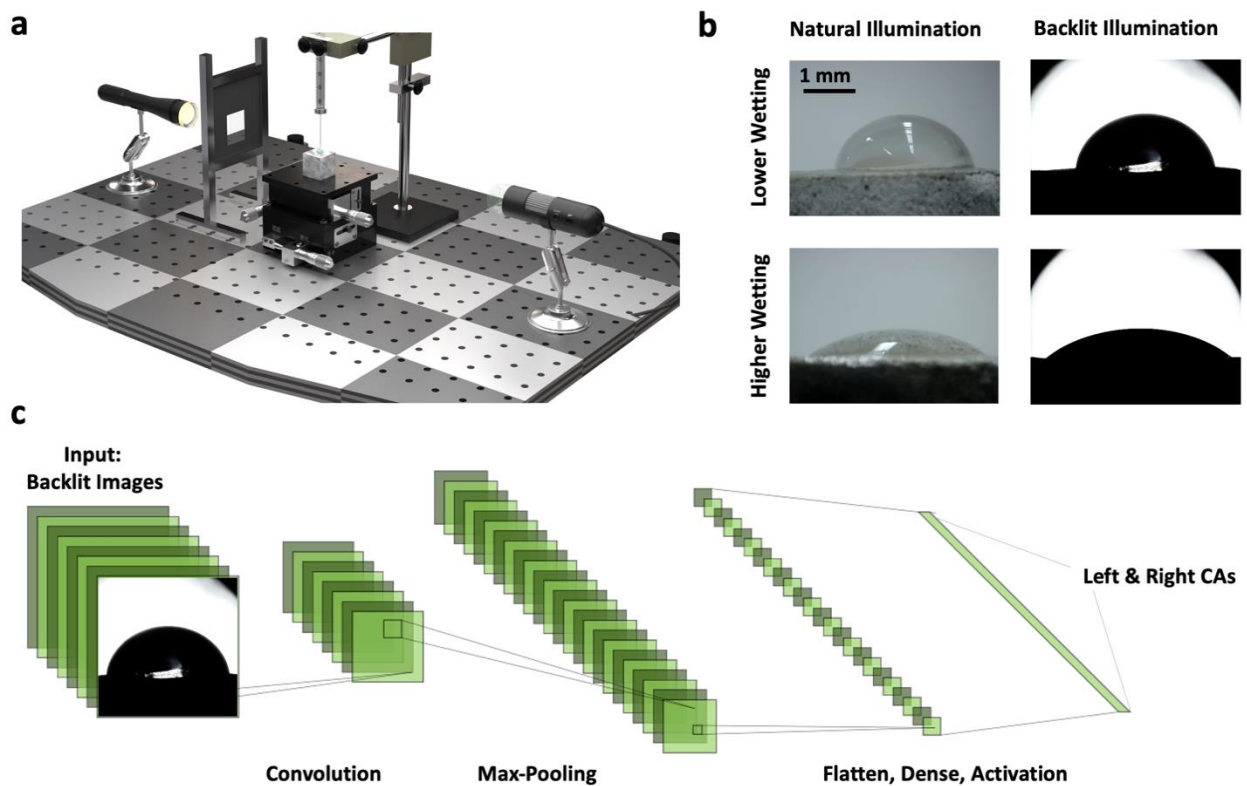 a
b
Natural Illumination
Backlit Illumination
Lower Wetting
1 mm
Higher Wetting
c
Input:
Backlit Images
Left & Right CAs
Convolution
Max-Pooling
Flatten, Dense, Activation